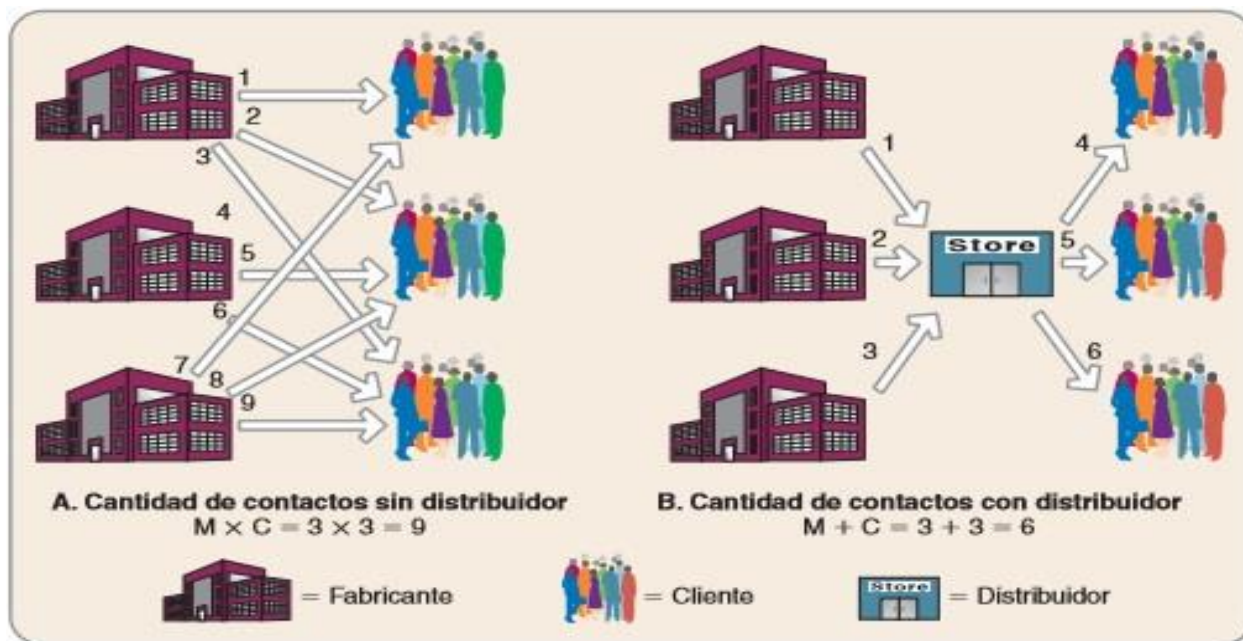 1
2
3
4
5
6
7
8
9
A. Cantidad de contactos sin distribuidor
M × C = 3 × 3 = 9
1
2
3
4
5
6
Store
B. Cantidad de contactos con distribuidor
M + C = 3 + 3 = 6
= Fabricante
= Cliente
Store
= Distribuidor